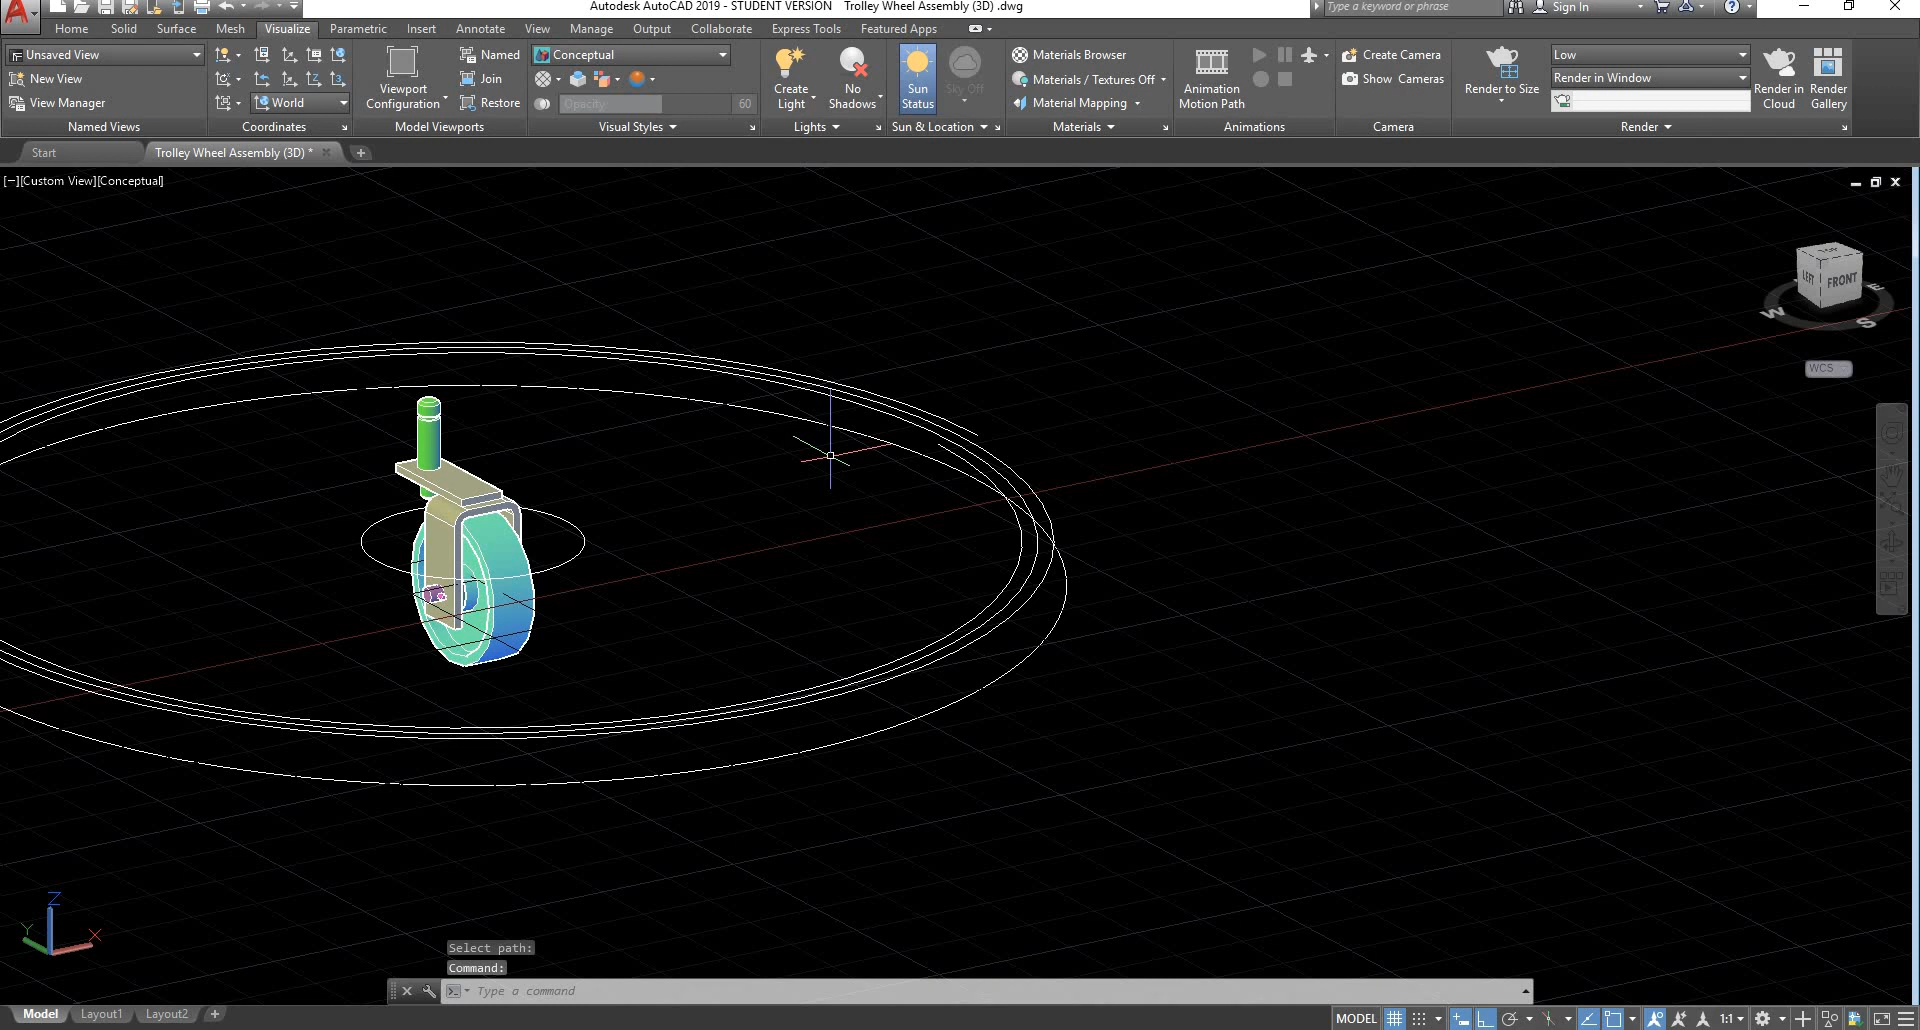 Autodesk AutoCAD 2019 - STUDENT VERSION Trolley Wheel Assembly (3D) .dwg
Type a keyword or phrase
Sign In
Home Solid Surface Mesh Visualize Parametric Insert Annotate View Manage Output Collaborate Express Tools Featured Apps
Unsaved View
New View
View Manager
Named Views
World
Coordinates
Viewport
Configuration
Named
Join
Restore
Model Viewports
Conceptual
Opacity 60
Visual Styles
Create
Light
No
Shadows
Lights
Sun
Status
Sky Off
Sun & Location
Materials Browser
Materials / Textures Off
Material Mapping
Materials
Animation
Motion Path
Animations
Create Camera
Show Cameras
Camera
Render to Size
Low
Render in Window
Render in
Cloud
Render
Gallery
Render
Start
Trolley Wheel Assembly (3D) *
[−][Custom View][Conceptual]
TOP
LEFT
FRONT
W
S
E
WCS
Z
Y
X
Select path:
Command:
Type a command
Model Layout1 Layout2
MODEL
1:1